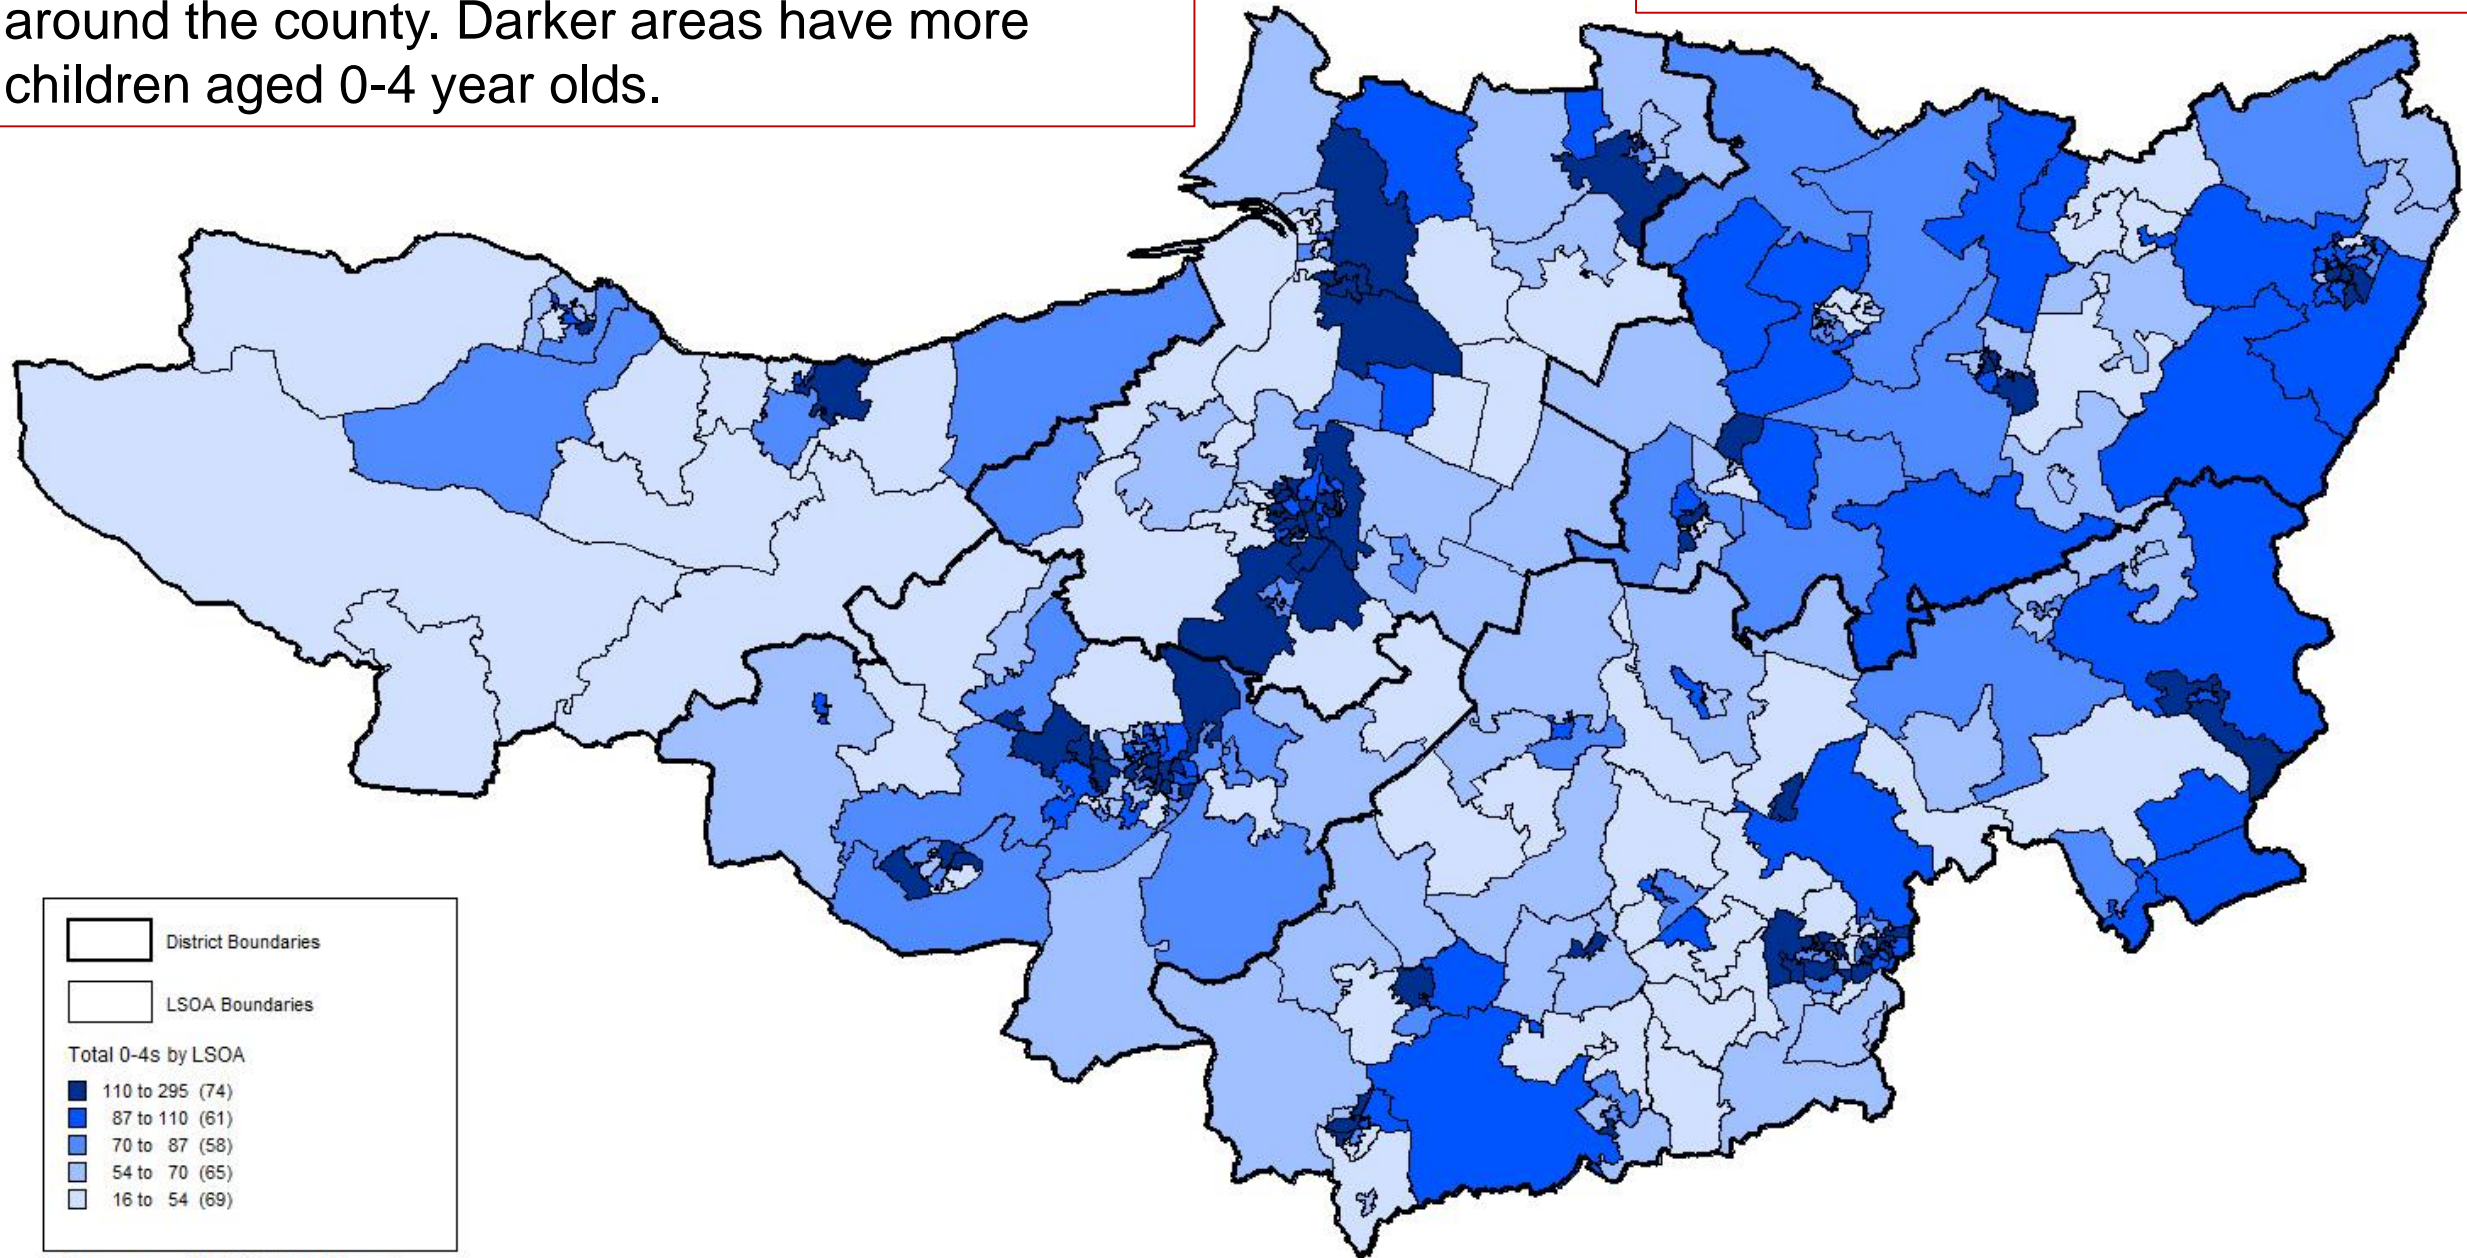 around the county. Darker areas have more
children aged 0-4 year olds.
District Boundaries
LSOA Boundaries
Total 0-4s by LSOA
110 to 295 (74)
87 to 110 (61)
70 to 87 (58)
54 to 70 (65)
16 to 54 (69)